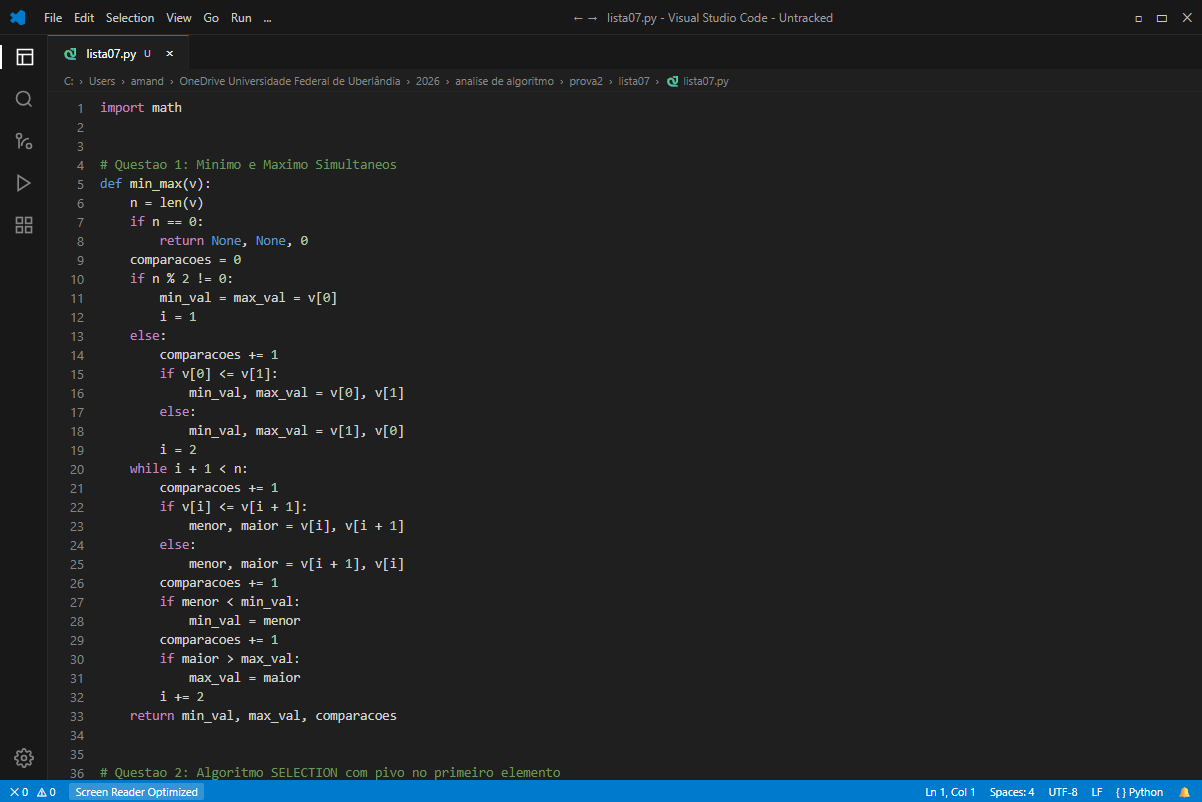 File Edit Selection View Go Run ... ← → lista07.py - Visual Studio Code - Untracked
lista07.py U ×
C: › Users › amand › OneDrive Universidade Federal de Uberlândia › 2026 › analise de algoritmo › prova2 › lista07 › lista07.py
1 import math
2
3
4 # Questao 1: Minimo e Maximo Simultaneos
5 def min_max(v):
6     n = len(v)
7     if n == 0:
8         return None, None, 0
9     comparacoes = 0
10     if n % 2 != 0:
11         min_val = max_val = v[0]
12         i = 1
13     else:
14         comparacoes += 1
15         if v[0] <= v[1]:
16             min_val, max_val = v[0], v[1]
17         else:
18             min_val, max_val = v[1], v[0]
19         i = 2
20     while i + 1 < n:
21         comparacoes += 1
22         if v[i] <= v[i + 1]:
23             menor, maior = v[i], v[i + 1]
24         else:
25             menor, maior = v[i + 1], v[i]
26         comparacoes += 1
27         if menor < min_val:
28             min_val = menor
29         comparacoes += 1
30         if maior > max_val:
31             max_val = maior
32         i += 2
33     return min_val, max_val, comparacoes
34
35
36 # Questao 2: Algoritmo SELECTION com pivo no primeiro elemento
0 0 Screen Reader Optimized Ln 1, Col 1 Spaces: 4 UTF-8 LF { } Python